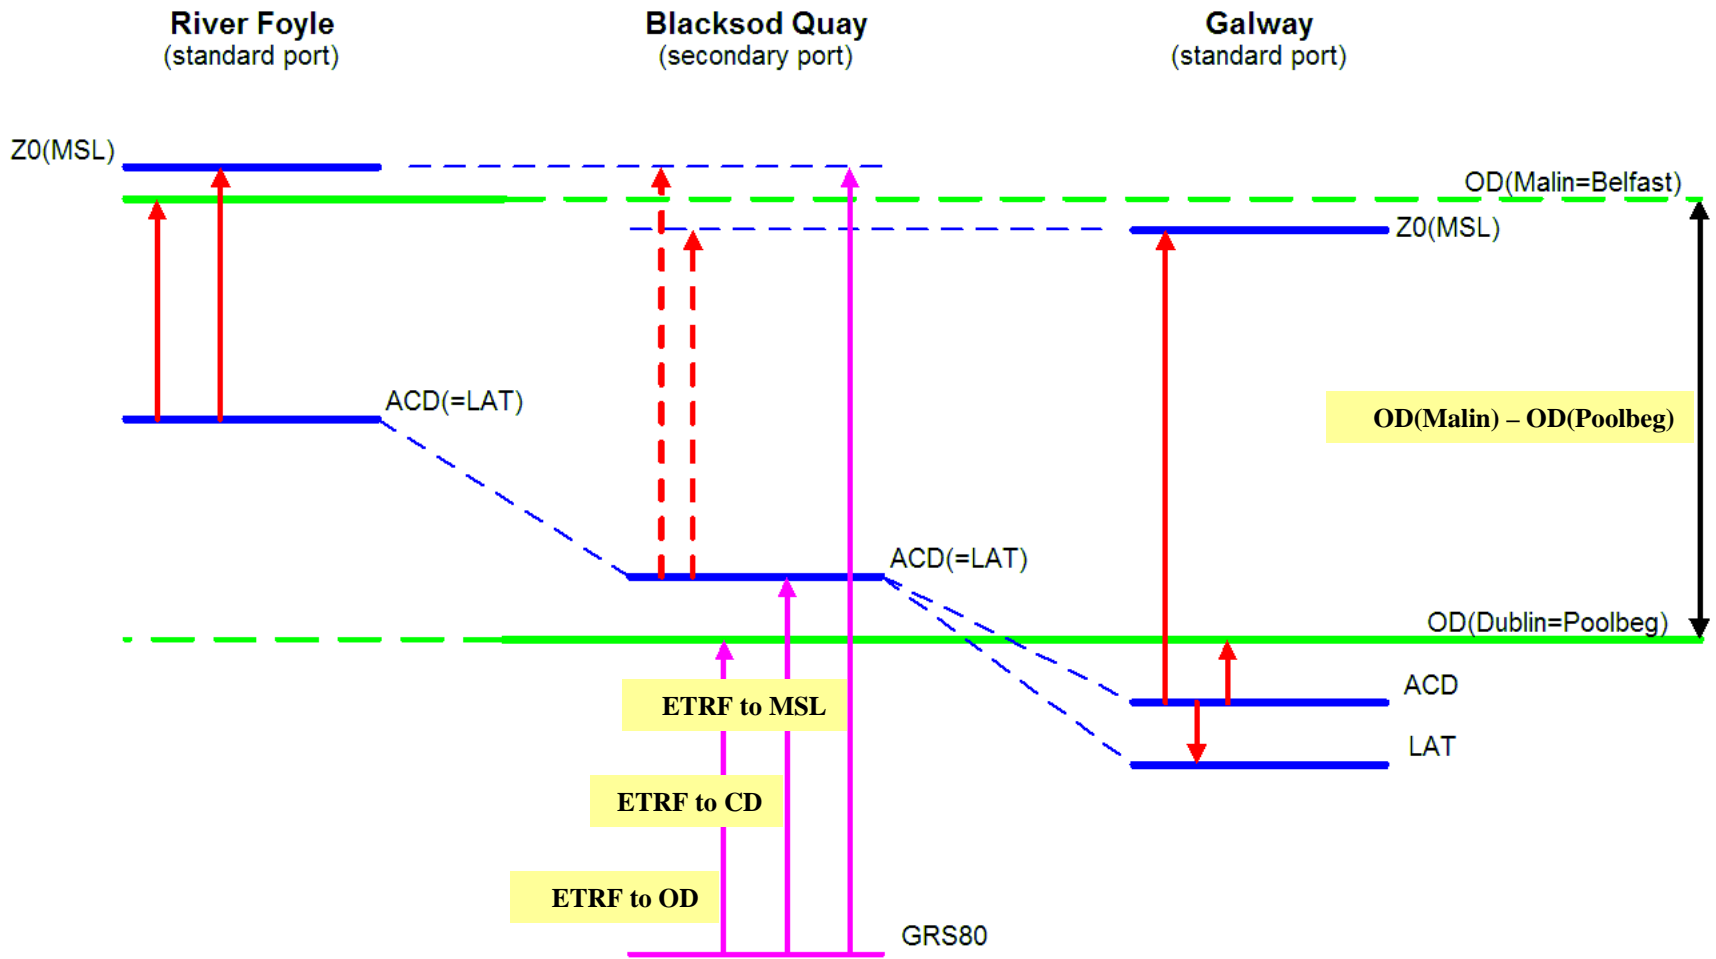 River Foyle
(standard port)
Blacksod Quay
(secondary port)
Galway
(standard port)
Z0(MSL)
OD(Malin=Belfast)
Z0(MSL)
ACD(=LAT)
OD(Malin) – OD(Poolbeg)
ACD(=LAT)
OD(Dublin=Poolbeg)
ACD
ETRF to MSL
LAT
ETRF to CD
ETRF to OD
GRS80